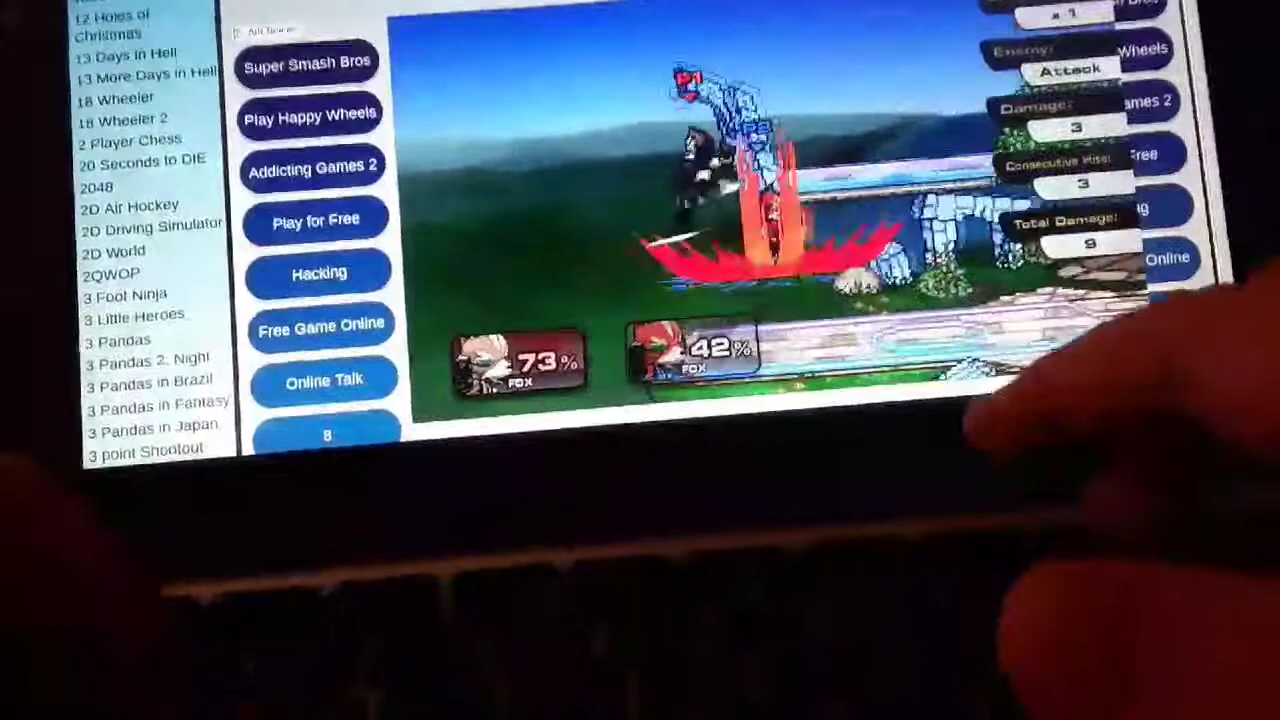 12 Holes of
Christmas
13 Days in Hell
13 More Days in Hell
18 Wheeler
18 Wheeler 2
2 Player Chess
20 Seconds to DIE
2048
2D Air Hockey
2D Driving Simulator
2D World
2QWOP
3 Foot Ninja
3 Little Heroes
3 Pandas
3 Pandas 2. Night
3 Pandas in Brazil
3 Pandas in Fantasy
3 Pandas in Japan
3 point Shootout
Super Smash Bros
Play Happy Wheels
Addicting Games 2
Play for Free
Hacking
Free Game Online
Online Talk
8
P1
73%
FOX
42%
FOX
x 1
Enemy:
Attack
Damage:
3
Consecutive Hits:
3
Total Damage:
9
Wheels
ames 2
Free
Online